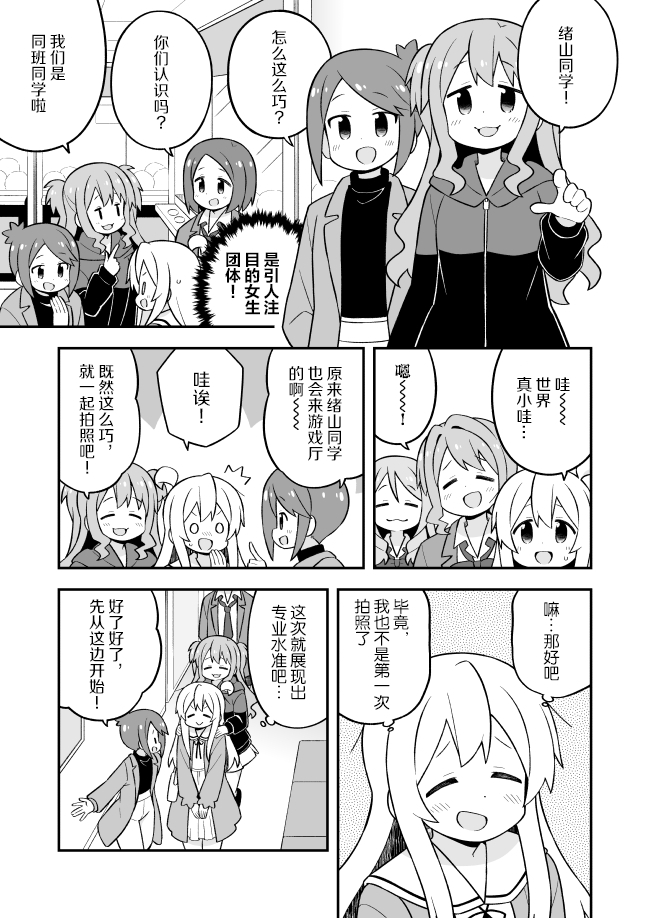 绪山同学！
怎么这么巧？
你们认识吗？
我们是
同班同学啦
是引人注
目的女生
团体！
哇~~
世界
真小哇…
嗯~~~！
原来绪山同学
也会来游戏厅
的啊~~~
哇诶！
既然这么巧，
就一起拍照吧！
嘛…那好吧
毕竟，
我也不是第一次
拍照了
这次就展现出
专业水准吧…
好了好了，
先从这边开始！